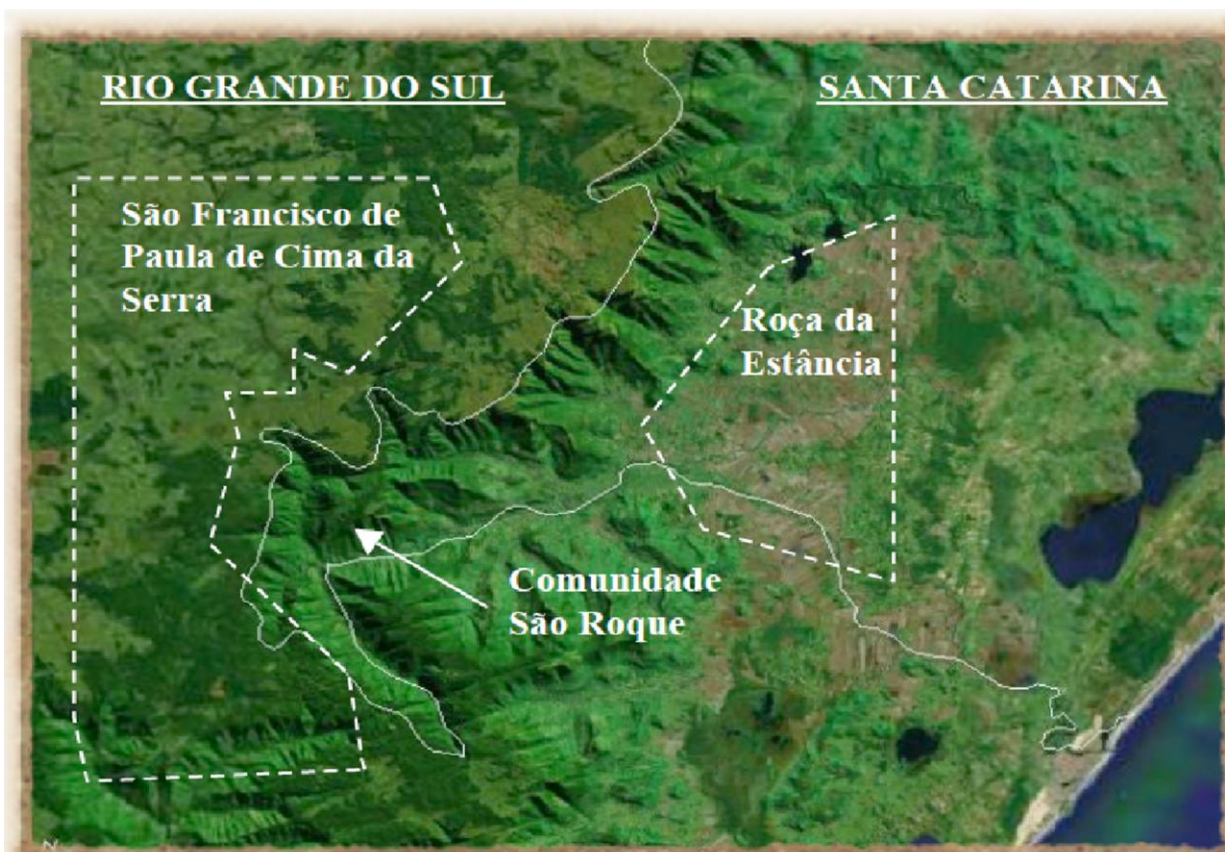 RIO GRANDE DO SUL
SANTA CATARINA
São Francisco de
Paula de Cima da
Serra
Roça da
Estância
Comunidade
São Roque